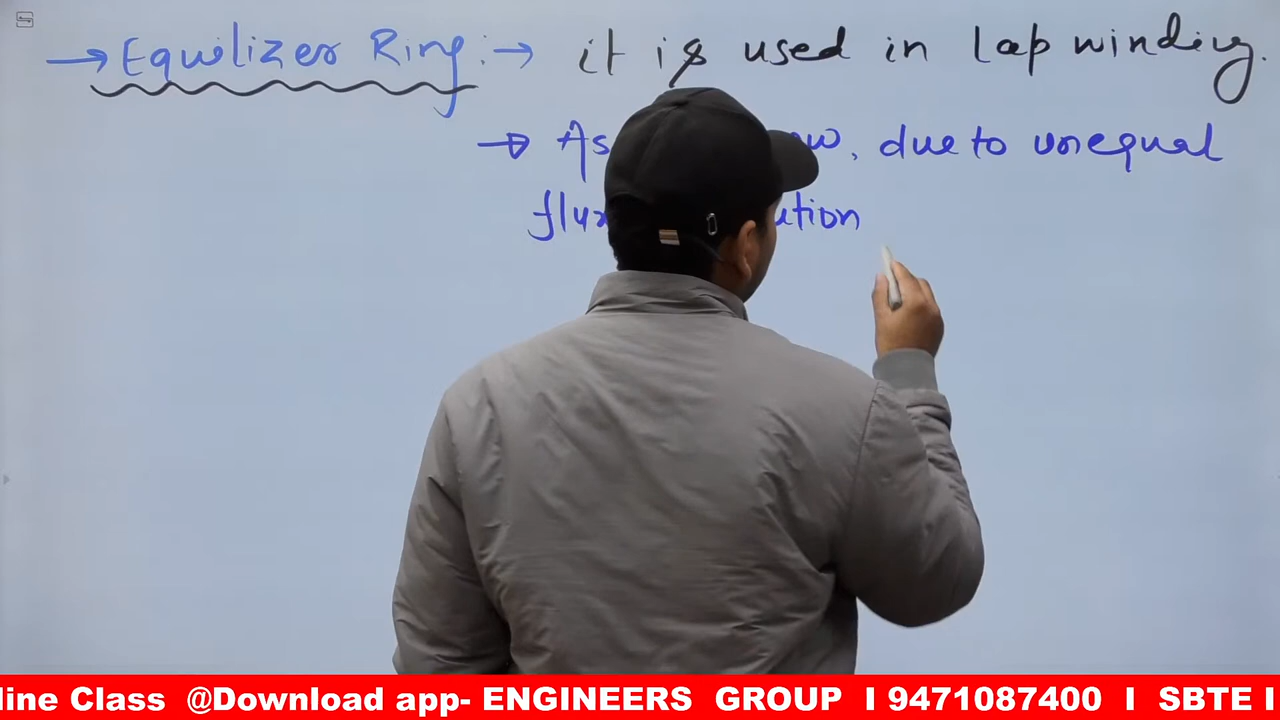 → Equilizer Ring :→ it is used in lap winding.
→ As due to unequal
flux
line Class @Download app- ENGINEERS GROUP I 9471087400 I SBTE I